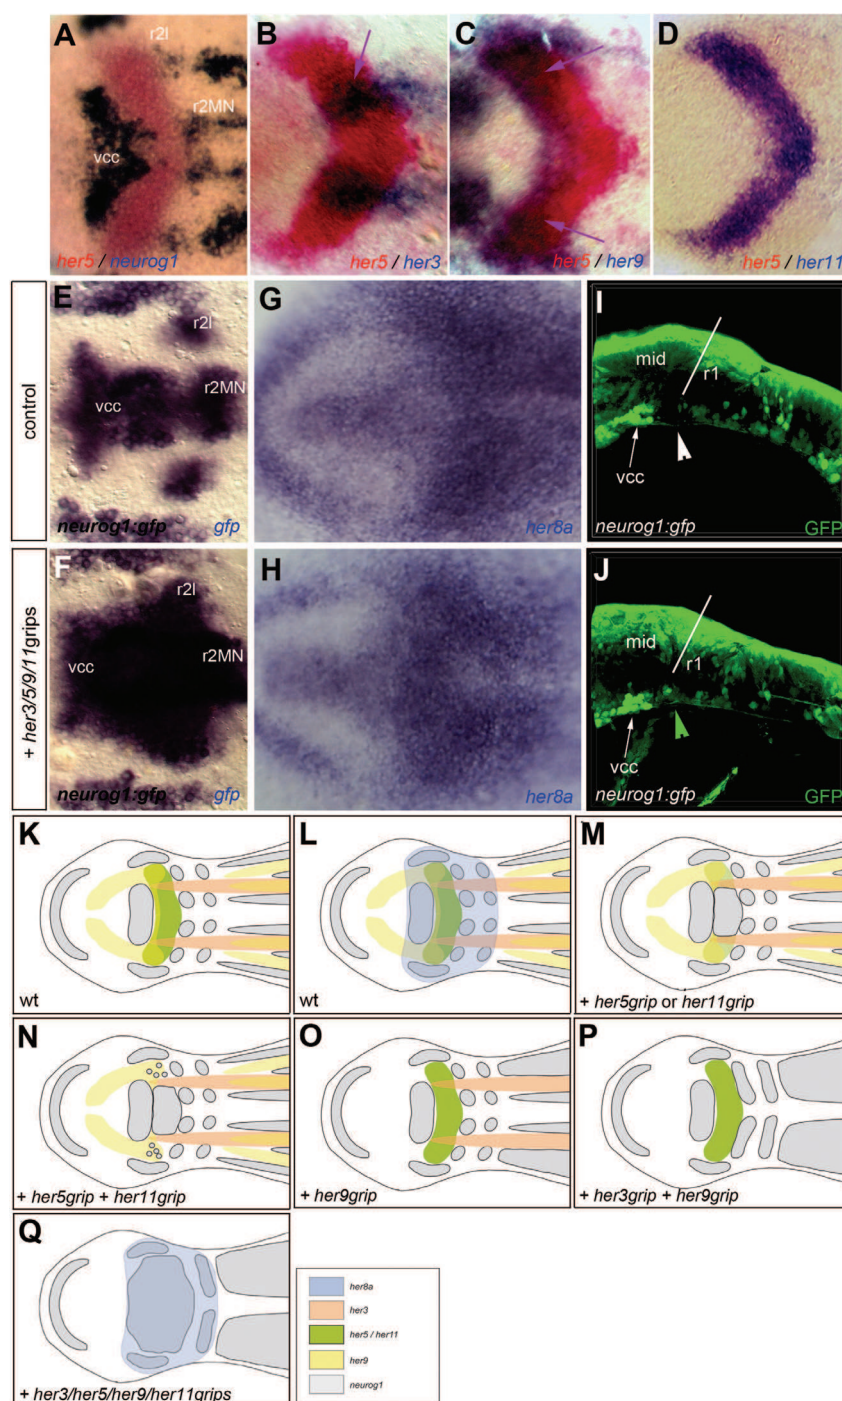 A
r2l
r2MN
vcc
her5 / neurog1
B
her5 / her3
C
her5 / her9
D
her5 / her11
control
E
r2l
vcc
r2MN
neurog1:gfp
gfp
G
her8a
I
mid
r1
vcc
neurog1:gfp
GFP
+ her3/5/9/11grips
F
r2l
vcc
r2MN
neurog1:gfp
gfp
H
her8a
J
mid
r1
vcc
neurog1:gfp
GFP
K
wt
L
wt
M
+ her5grip or her11grip
N
+ her5grip + her11grip
O
+ her9grip
P
+ her3grip + her9grip
Q
+ her3/her5/her9/her11grips
her8a
her3
her5 / her11
her9
neurog1